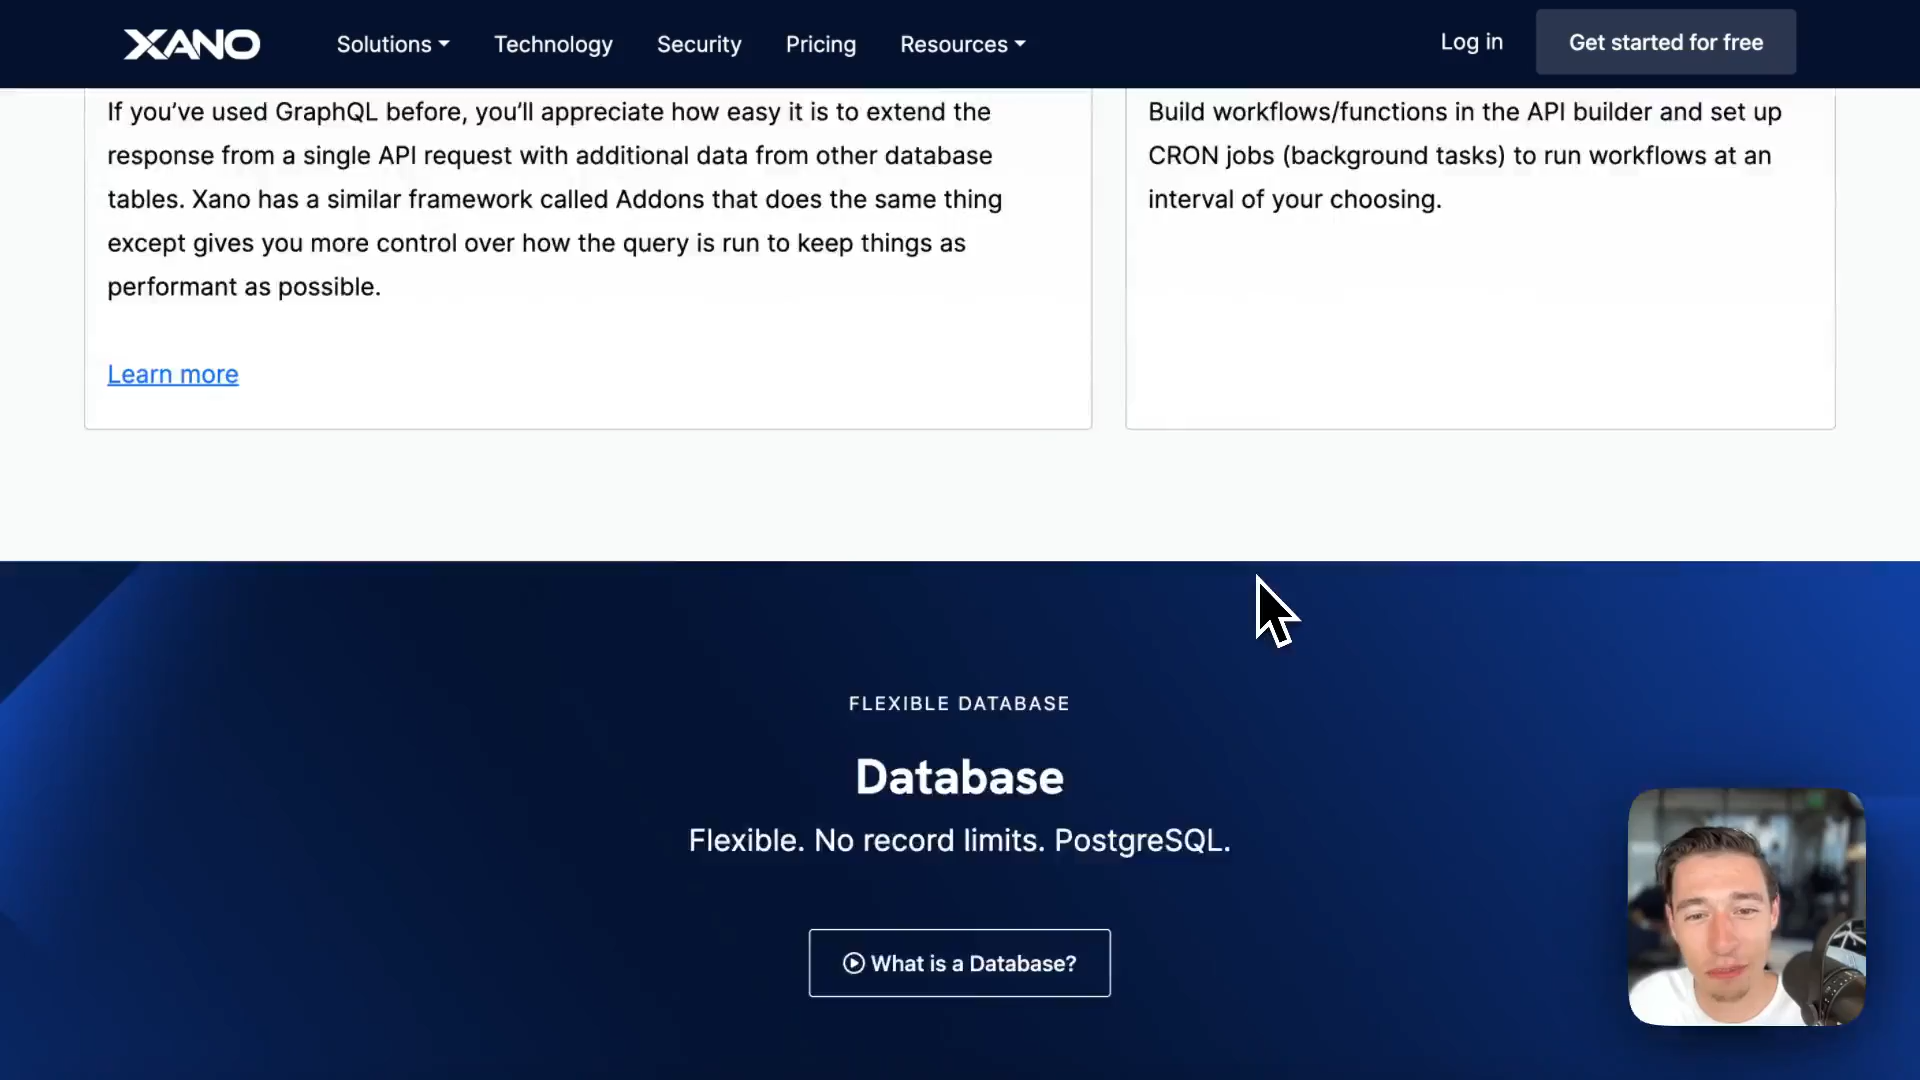 XANO Solutions Technology Security Pricing Resources Log in Get started for free
If you’ve used GraphQL before, you’ll appreciate how easy it is to extend the
response from a single API request with additional data from other database
tables. Xano has a similar framework called Addons that does the same thing
except gives you more control over how the query is run to keep things as
performant as possible.
Learn more
Build workflows/functions in the API builder and set up
CRON jobs (background tasks) to run workflows at an
interval of your choosing.
FLEXIBLE DATABASE
Database
Flexible. No record limits. PostgreSQL.
What is a Database?